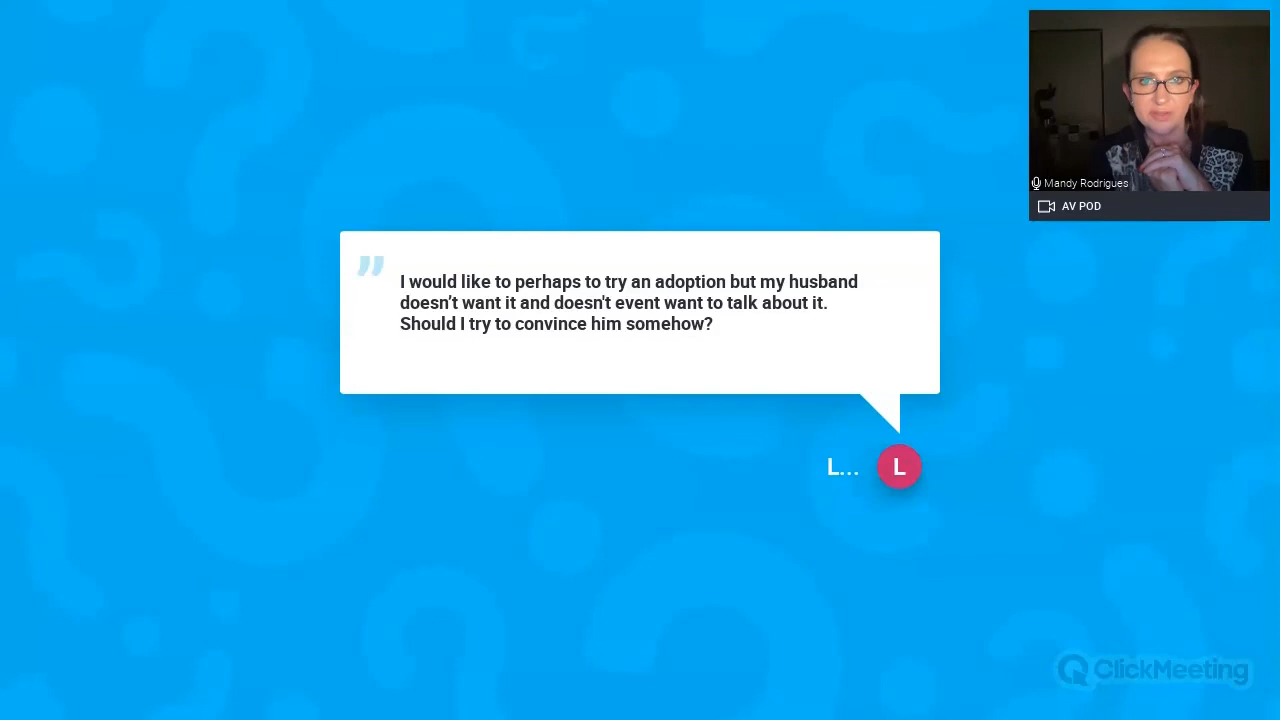 Mandy Rodrigues
AV POD
”
I would like to perhaps to try an adoption but my husband
doesn’t want it and doesn't event want to talk about it.
Should I try to convince him somehow?
L...
L
ClickMeeting